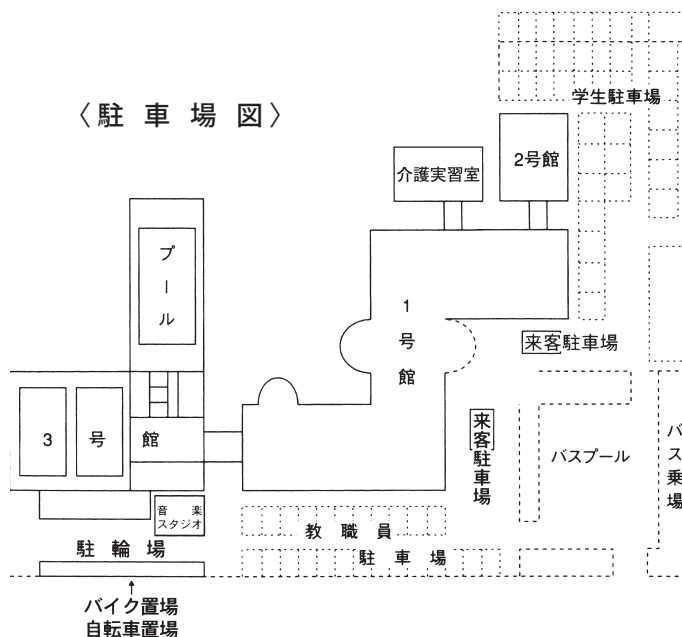 〈駐車場図〉
学生駐車場
介護実習室
2号館
プール
1号館
来客駐車場
3号館
来客駐車場
バスプール
バス乗場
音楽
スタジオ
教職員
駐輪場
駐車場
バイク置場
自転車置場